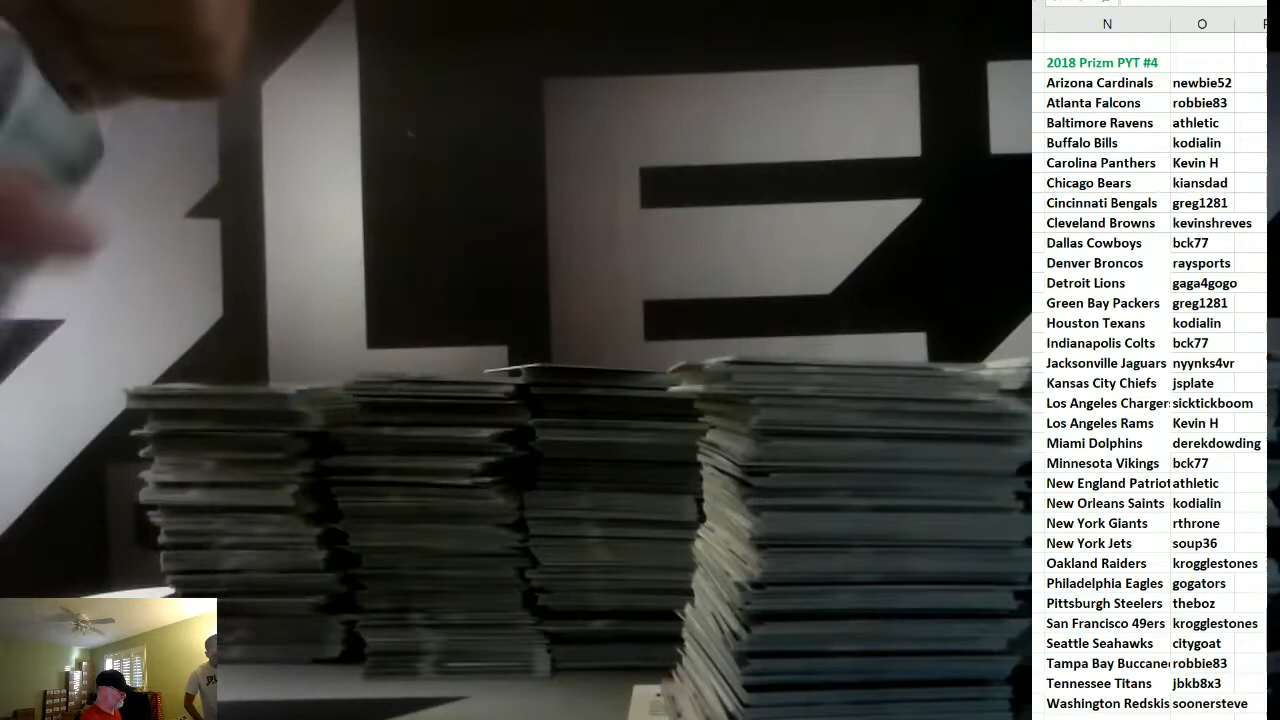 N O
2018 Prizm PYT #4
Arizona Cardinals newbie52
Atlanta Falcons robbie83
Baltimore Ravens athletic
Buffalo Bills kodialin
Carolina Panthers Kevin H
Chicago Bears kiansdad
Cincinnati Bengals greg1281
Cleveland Browns kevinshreves
Dallas Cowboys bck77
Denver Broncos raysports
Detroit Lions gaga4gogo
Green Bay Packers greg1281
Houston Texans kodialin
Indianapolis Colts bck77
Jacksonville Jaguars nyynks4vr
Kansas City Chiefs jsplate
Los Angeles Charger sicktickboom
Los Angeles Rams Kevin H
Miami Dolphins derekdowding
Minnesota Vikings bck77
New England Patriot athletic
New Orleans Saints kodialin
New York Giants rthrone
New York Jets soup36
Oakland Raiders krogglestones
Philadelphia Eagles gogators
Pittsburgh Steelers theboz
San Francisco 49ers krogglestones
Seattle Seahawks citygoat
Tampa Bay Buccane robbie83
Tennessee Titans jbkb8x3
Washington Redskis soonersteve